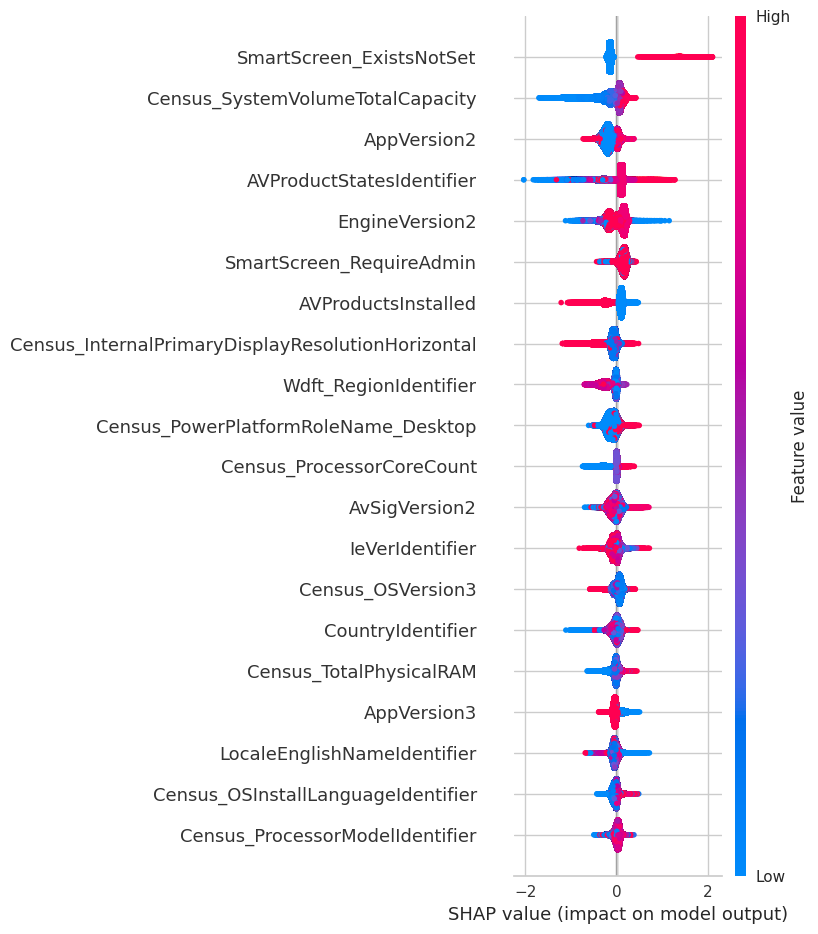 High
SmartScreen_ExistsNotSet
Census_SystemVolumeTotalCapacity
AppVersion2
AVProductStatesIdentifier
EngineVersion2
SmartScreen_RequireAdmin
AVProductsInstalled
Census_InternalPrimaryDisplayResolutionHorizontal
Wdft_RegionIdentifier
Census_PowerPlatformRoleName_Desktop
Census_ProcessorCoreCount
AvSigVersion2
IeVerIdentifier
Census_OSVersion3
CountryIdentifier
Census_TotalPhysicalRAM
AppVersion3
LocaleEnglishNameIdentifier
Census_OSInstallLanguageIdentifier
Census_ProcessorModelIdentifier
Feature value
Low
−2 0 2
SHAP value (impact on model output)